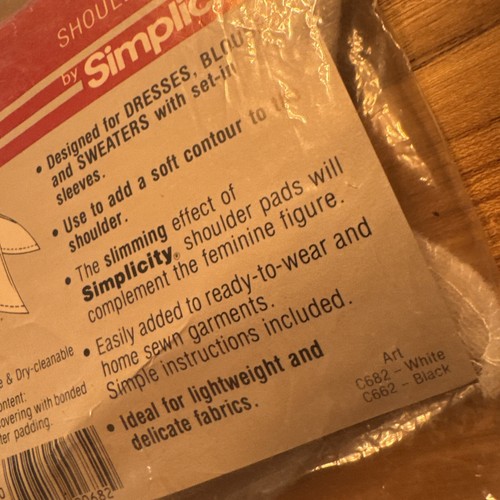 SHOUL
by Simplic
• Designed for DRESSES, BLOU
and SWEATERS with set-in
sleeves.
• Use to add a soft contour to
shoulder.
• The slimming effect of
Simplicity® shoulder pads will
complement the feminine figure.
• Easily added to ready-to-wear and
home sewn garments.
Simple instructions included.
• Ideal for lightweight and
delicate fabrics.
e & Dry-cleanable
ontent:
overing with bonded
ter padding.
Art
C682 – White
C662 – Black
0682